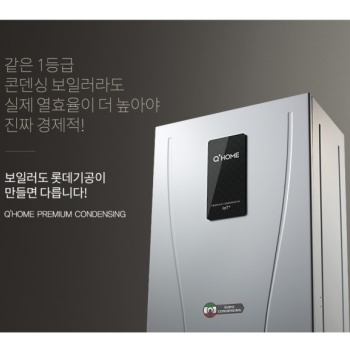 같은 1등급
콘덴싱 보일러라도
실제 열효율이 더 높아야
진짜 경제적!
보일러도 롯데기공이
만들면 다릅니다!
Q'HOME PREMIUM CONDENSING
Q'HOME
CONDENSING